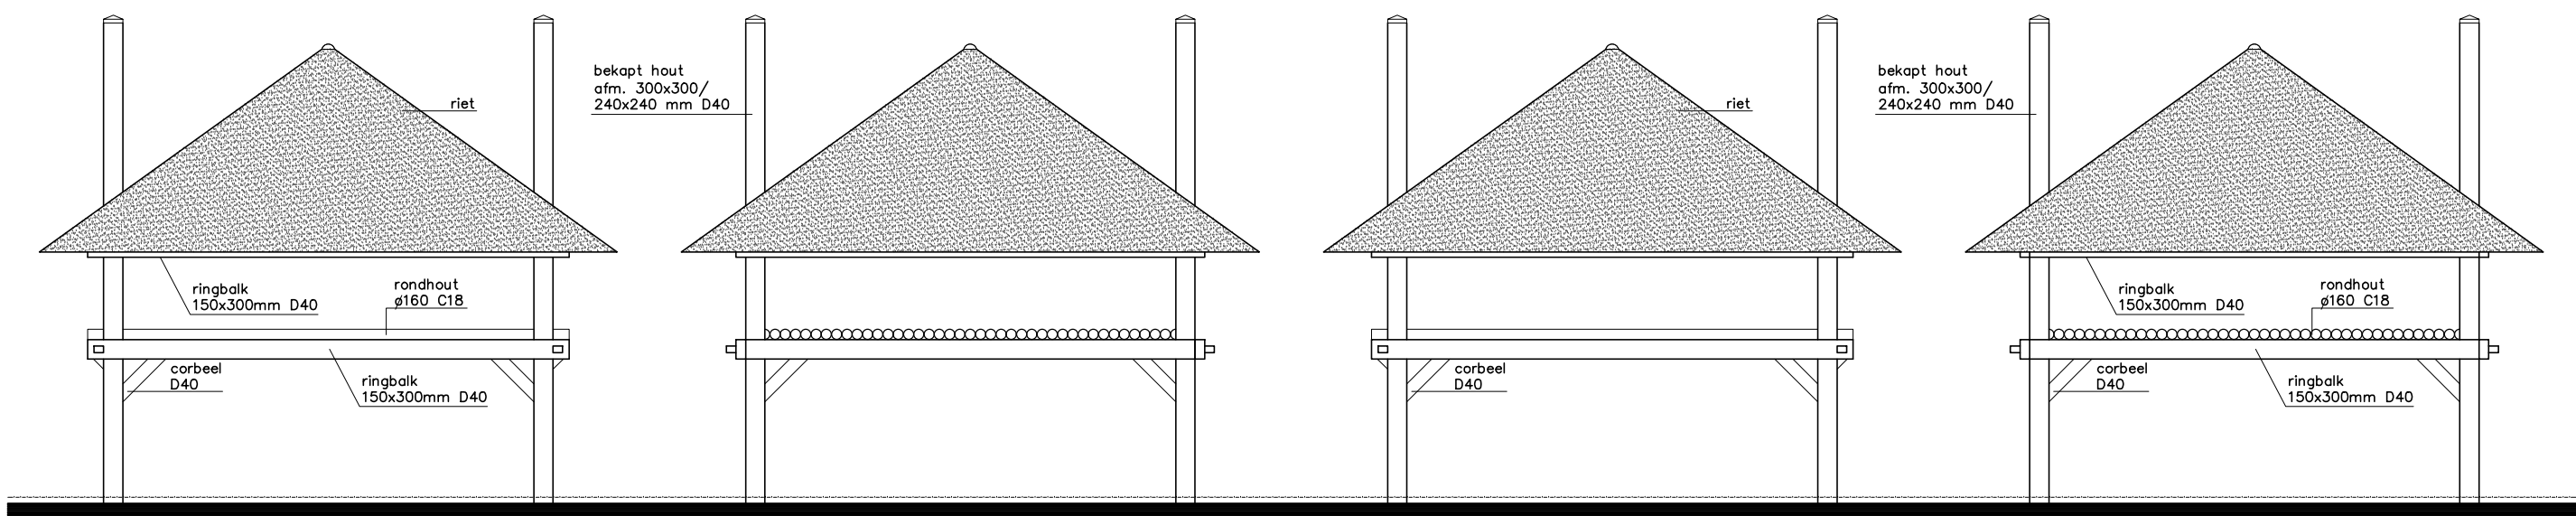 riet
ringbalk
150x300mm D40
rondhout
ø160 C18
corbeel
D40
ringbalk
150x300mm D40
bekapt hout
afm. 300x300/
240x240 mm D40
riet
corbeel
D40
bekapt hout
afm. 300x300/
240x240 mm D40
ringbalk
150x300mm D40
rondhout
ø160 C18
corbeel
D40
ringbalk
150x300mm D40